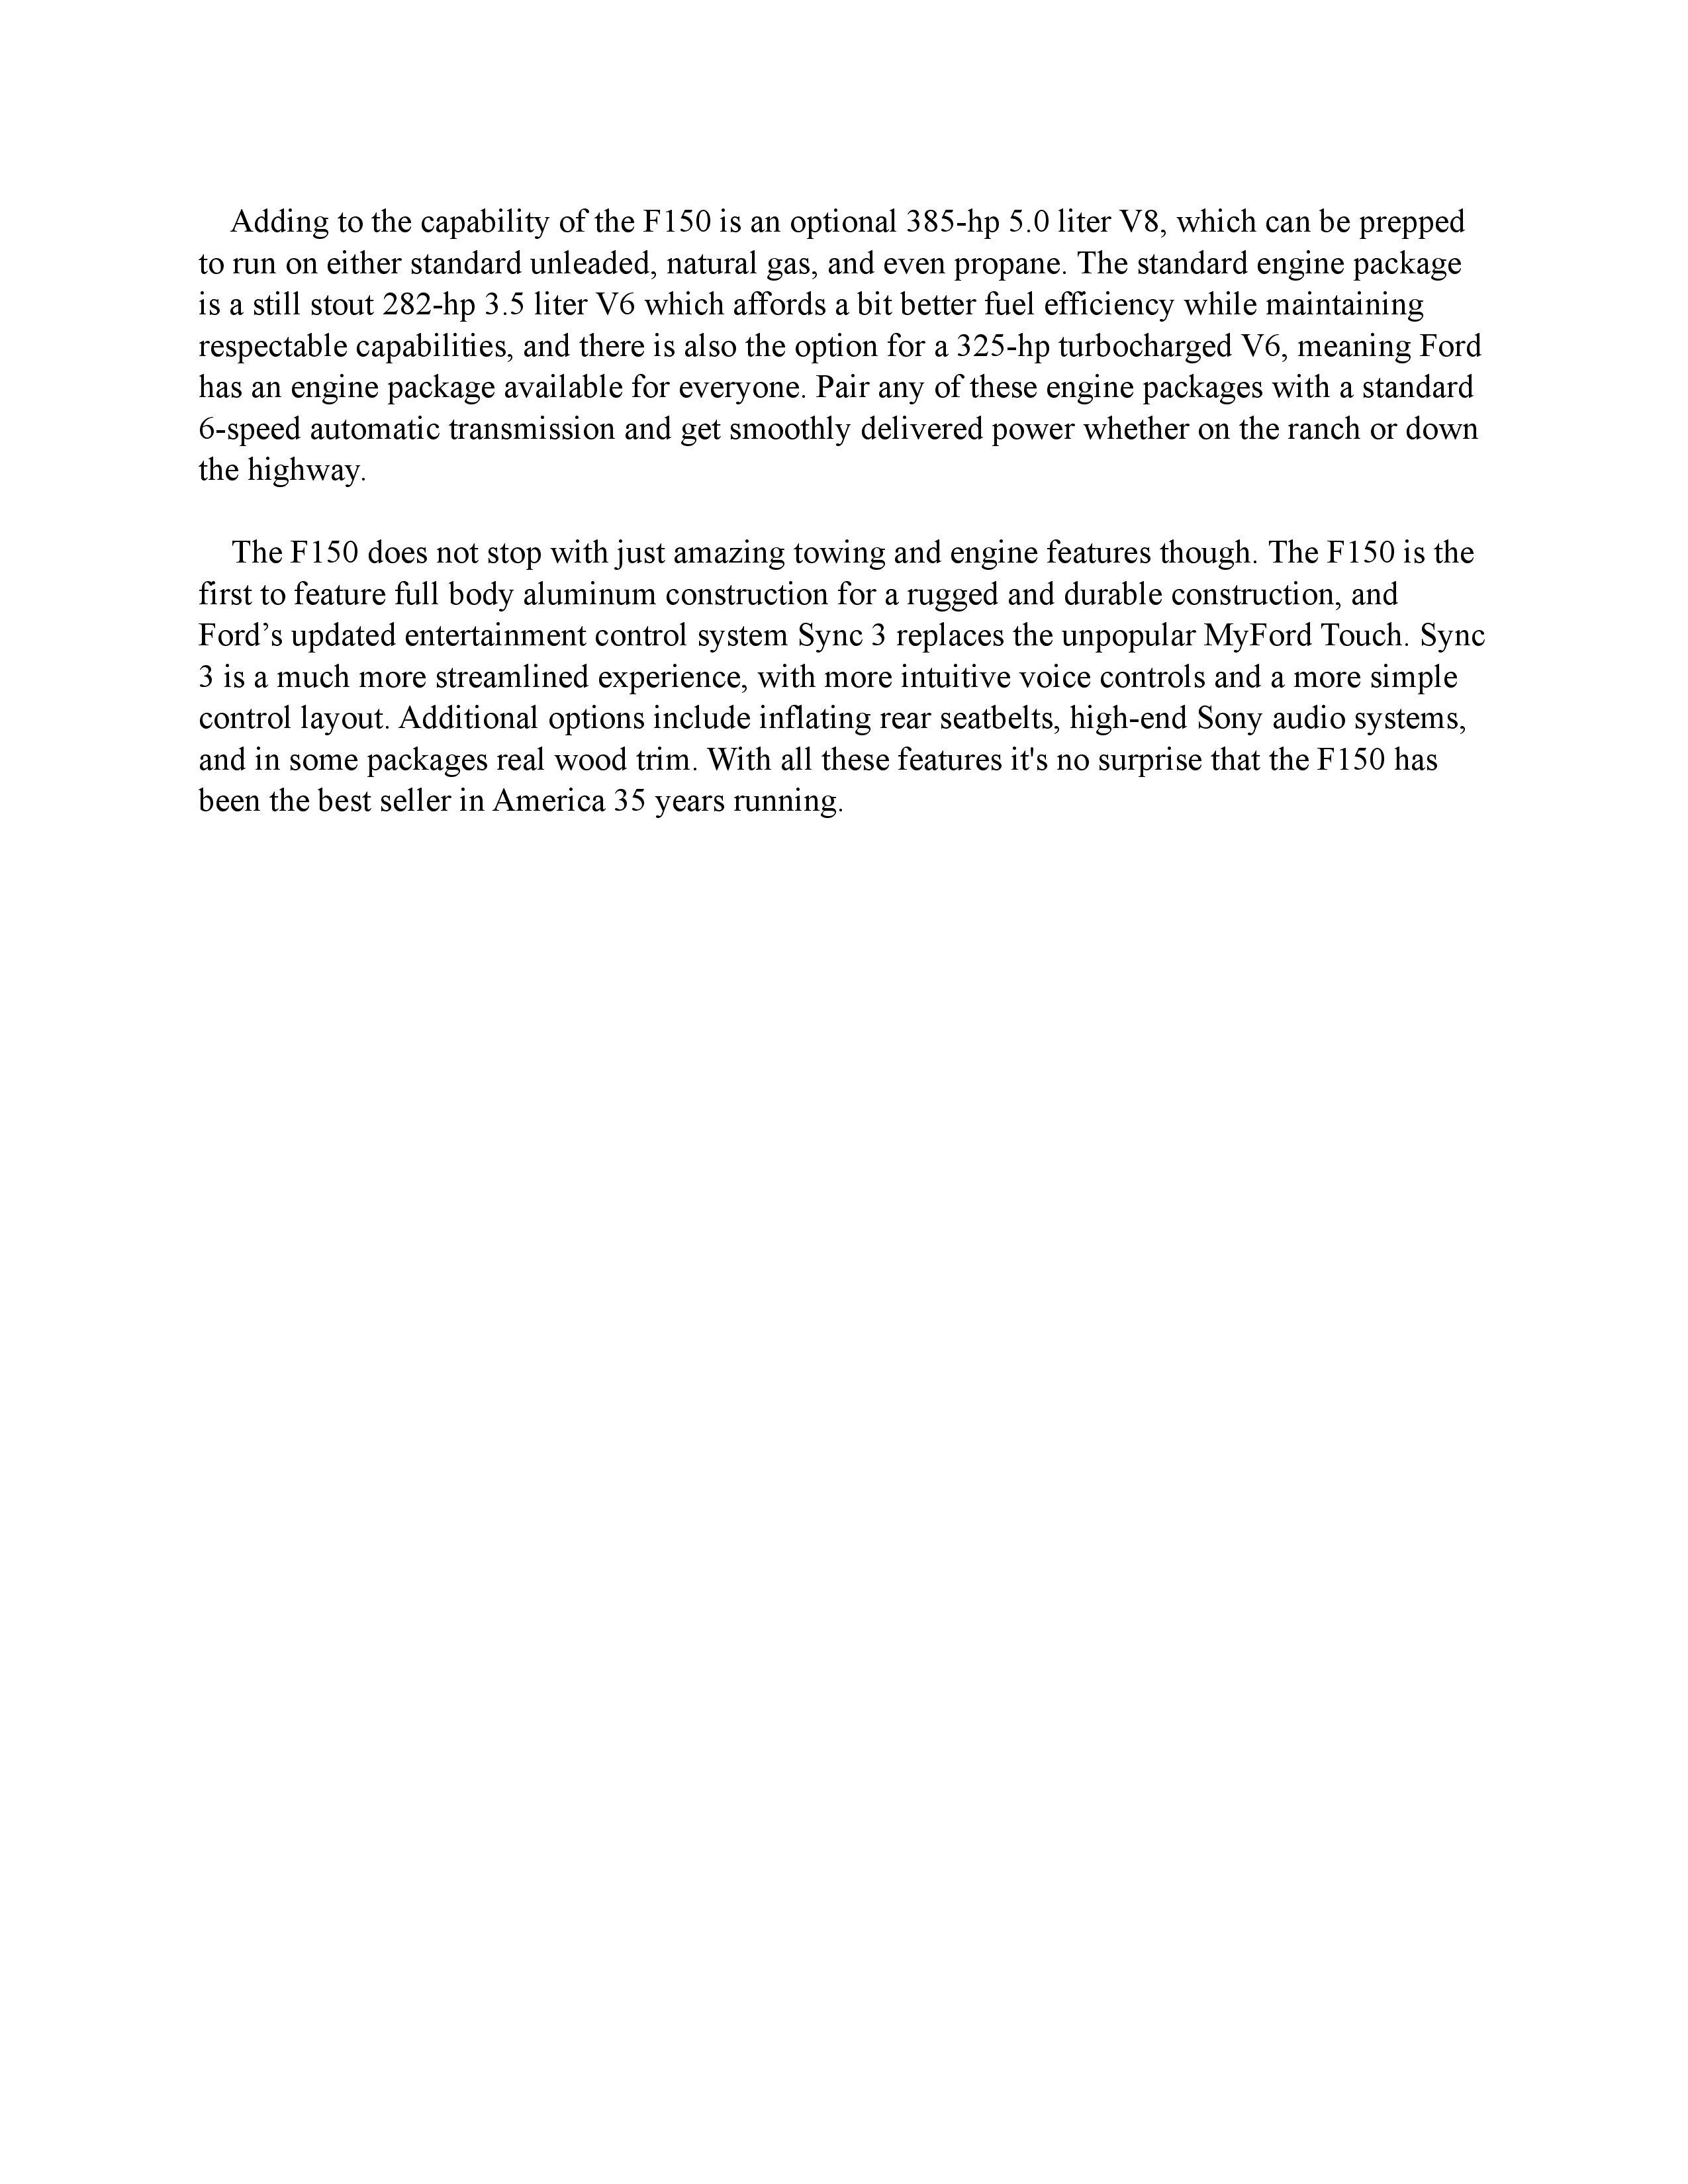 Adding to the capability of the F150 is an optional 385-hp 5.0 liter V8, which can be prepped
to run on either standard unleaded, natural gas, and even propane. The standard engine package
is a still stout 282-hp 3.5 liter V6 which affords a bit better fuel efficiency while maintaining
respectable capabilities, and there is also the option for a 325-hp turbocharged V6, meaning Ford
has an engine package available for everyone. Pair any of these engine packages with a standard
6-speed automatic transmission and get smoothly delivered power whether on the ranch or down
the highway.
The F150 does not stop with just amazing towing and engine features though. The F150 is the
first to feature full body aluminum construction for a rugged and durable construction, and
Ford’s updated entertainment control system Sync 3 replaces the unpopular MyFord Touch. Sync
3 is a much more streamlined experience, with more intuitive voice controls and a more simple
control layout. Additional options include inflating rear seatbelts, high-end Sony audio systems,
and in some packages real wood trim. With all these features it's no surprise that the F150 has
been the best seller in America 35 years running.